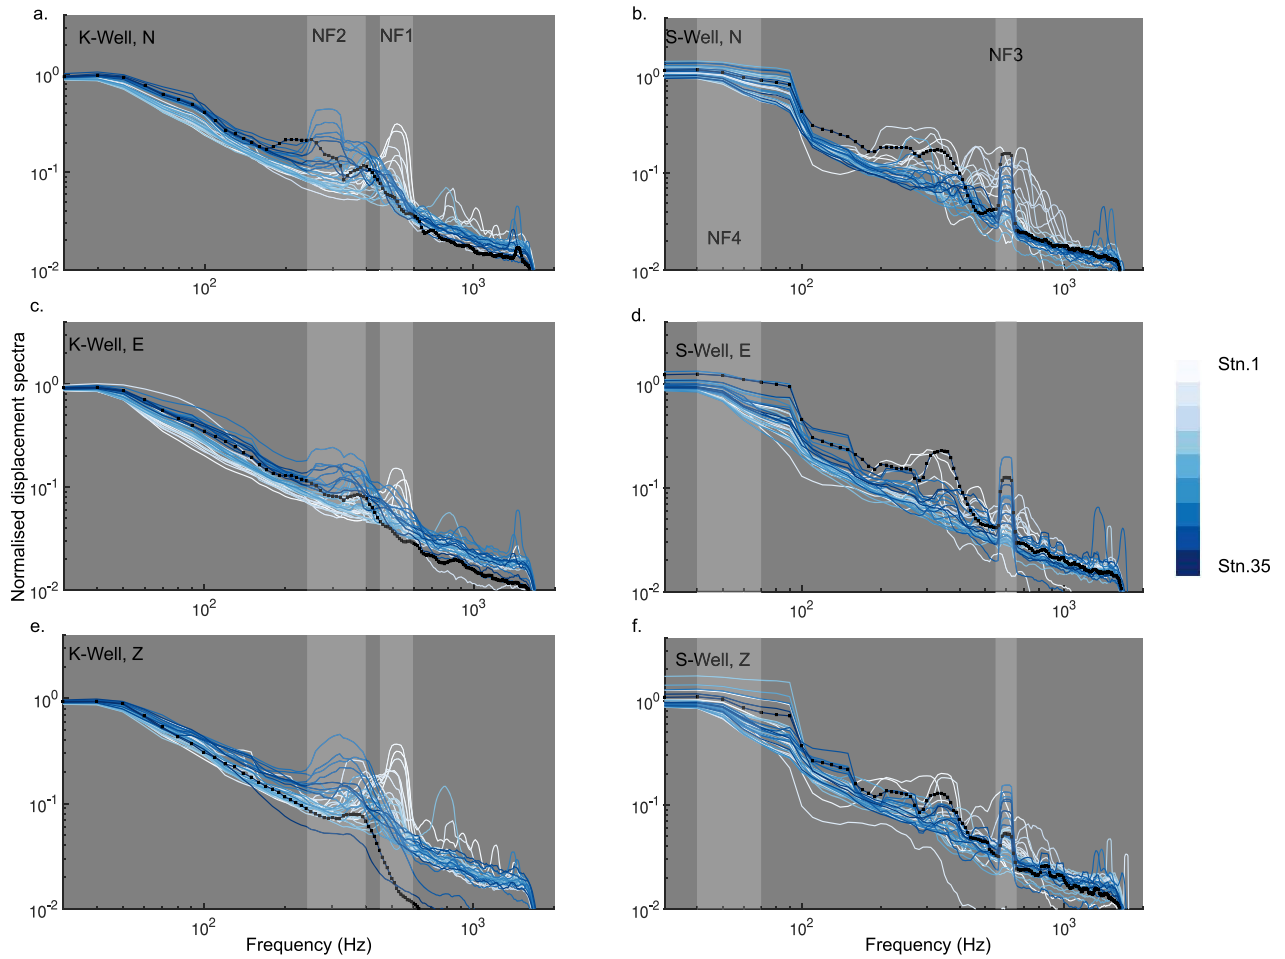 a.
K-Well, N
NF2
NF1
10^0
10^-1
10^-2
10^2
10^3
b.
S-Well, N
NF3
NF4
10^0
10^-1
10^-2
10^2
10^3
c.
K-Well, E
10^0
10^-1
10^-2
10^2
10^3
d.
S-Well, E
10^0
10^-1
10^-2
10^2
10^3
Normalised displacement spectra
Stn.1
Stn.35
e.
K-Well, Z
10^0
10^-1
10^-2
10^2
10^3
Frequency (Hz)
f.
S-Well, Z
10^0
10^-1
10^-2
10^2
10^3
Frequency (Hz)